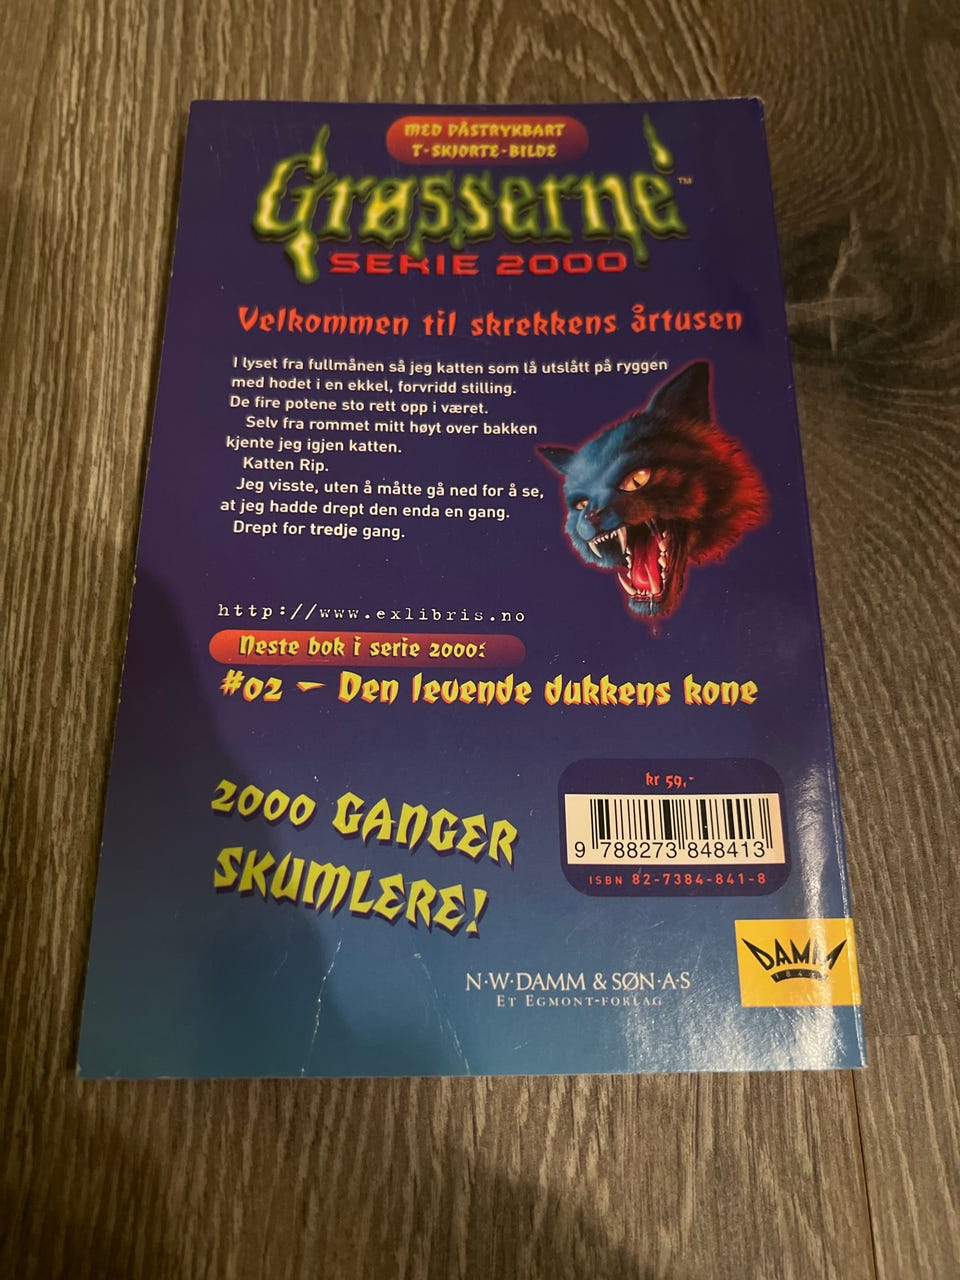 MED PÅSTRYKBART
T-SKJORTE-BILDE
Grøsserne™
SERIE 2000
Velkommen til skrekkens årtusen
I lyset fra fullmånen så jeg katten som lå utslått på ryggen
med hodet i en ekkel, forvridd stilling.
De fire potene sto rett opp i været.
Selv fra rommet mitt høyt over bakken
kjente jeg igjen katten.
Katten Rip.
Jeg visste, uten å måtte gå ned for å se,
at jeg hadde drept den enda en gang.
Drept for tredje gang.
http://www.exlibris.no
Neste bok i serie 2000:
#02 – Den levende dukkens kone
2000 GANGER
SKUMLERE!
kr 59,-
9 788273 848413
ISBN 82-7384-841-8
DAMM
1843
N·W·DAMM & SØN·A·S
ET EGMONT-FORLAG